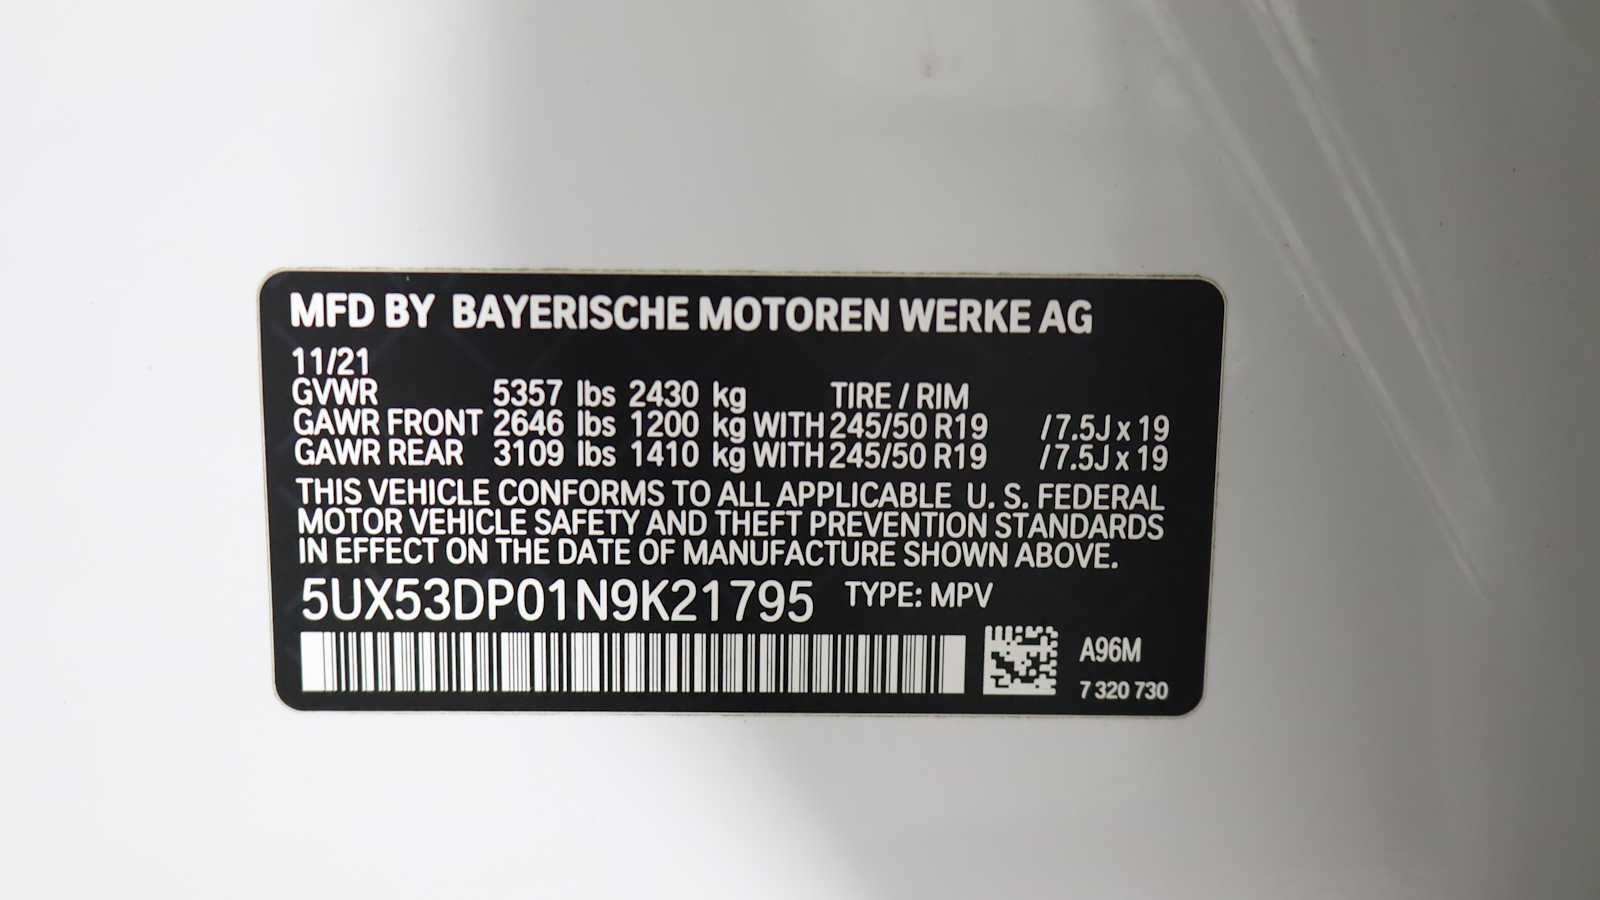 MFD BY BAYERISCHE MOTOREN WERKE AG
11/21
GVWR 5357 lbs 2430 kg TIRE / RIM
GAWR FRONT 2646 lbs 1200 kg WITH 245/50 R19 / 7.5J x 19
GAWR REAR 3109 lbs 1410 kg WITH 245/50 R19 / 7.5J x 19
THIS VEHICLE CONFORMS TO ALL APPLICABLE U. S. FEDERAL
MOTOR VEHICLE SAFETY AND THEFT PREVENTION STANDARDS
IN EFFECT ON THE DATE OF MANUFACTURE SHOWN ABOVE.
5UX53DP01N9K21795 TYPE: MPV
A96M
7 320 730